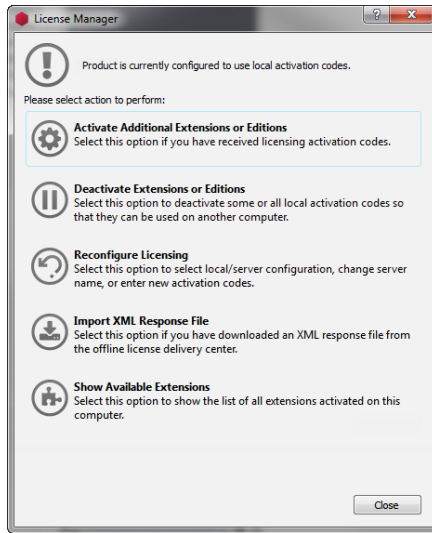 License Manager
Product is currently configured to use local activation codes.
Please select action to perform:
Activate Additional Extensions or Editions
Select this option if you have received licensing activation codes.
Deactivate Extensions or Editions
Select this option to deactivate some or all local activation codes so
that they can be used on another computer.
Reconfigure Licensing
Select this option to select local/server configuration, change server
name, or enter new activation codes.
Import XML Response File
Select this option if you have downloaded an XML response file from
the offline license delivery center.
Show Available Extensions
Select this option to show the list of all extensions activated on this
computer.
Close